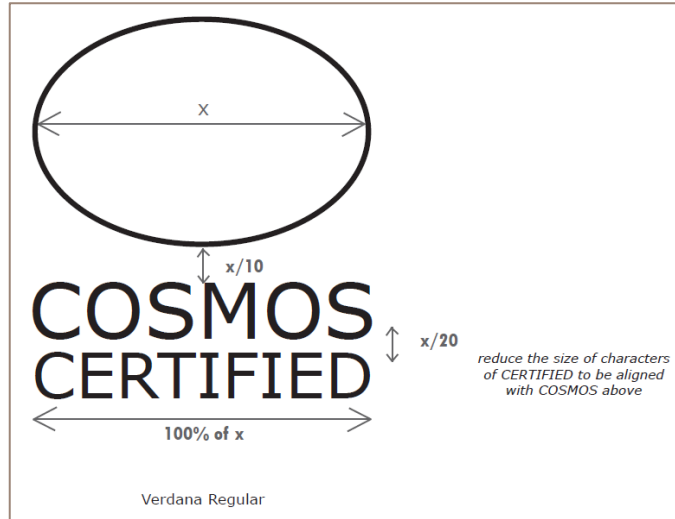 x
x/10
COSMOS
x/20
CERTIFIED
reduce the size of characters
of CERTIFIED to be aligned
with COSMOS above
100% of x
Verdana Regular